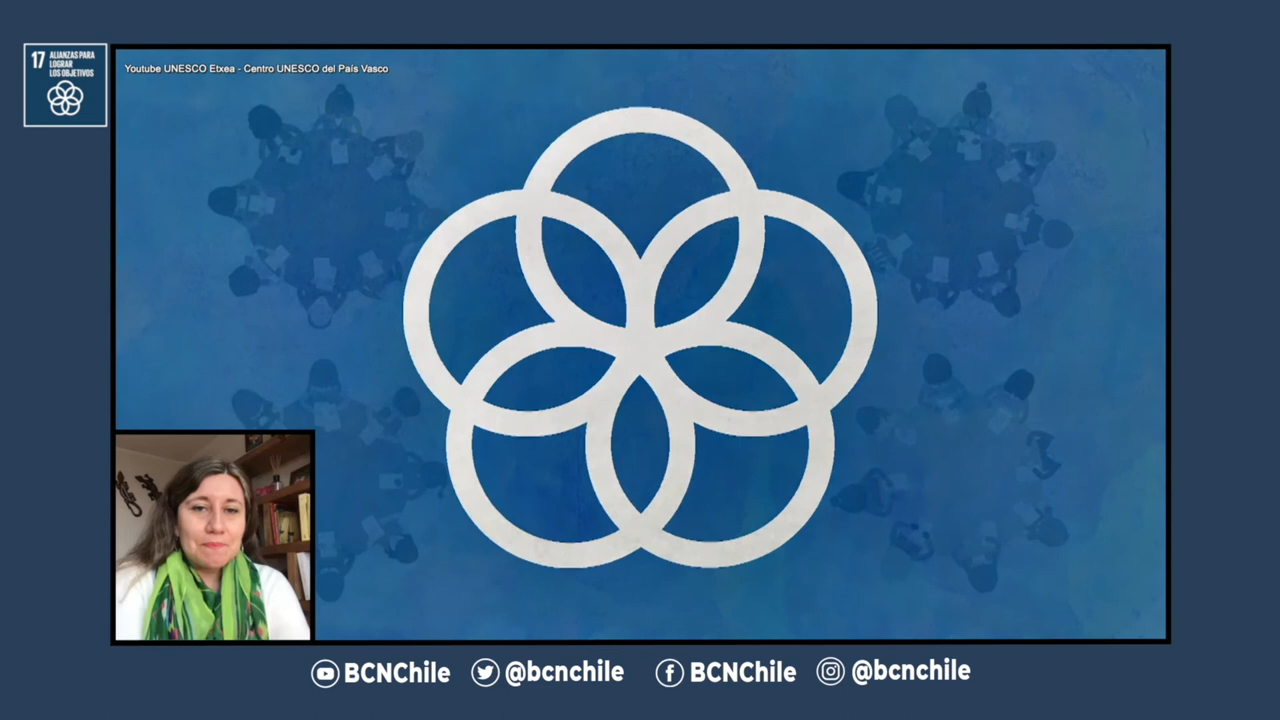 17 ALIANZAS PARA
LOGRAR
LOS OBJETIVOS
Youtube UNESCO Etxea - Centro UNESCO del País Vasco
BCNChile @bcnchile BCNChile @bcnchile